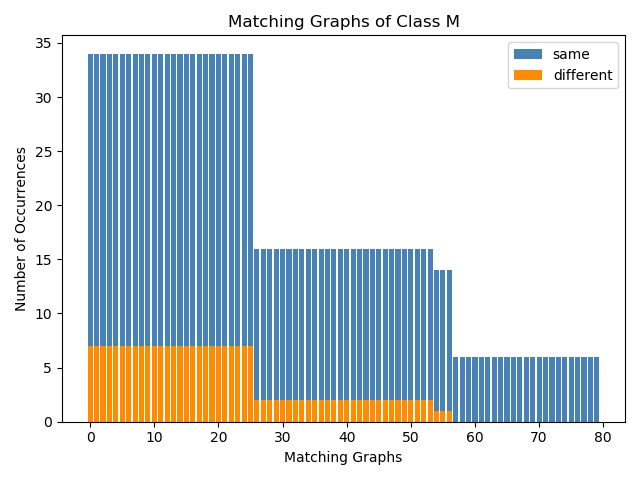 Matching Graphs of Class M
same
different
Number of Occurrences
35
30
25
20
15
10
5
0
0 10 20 30 40 50 60 70 80
Matching Graphs